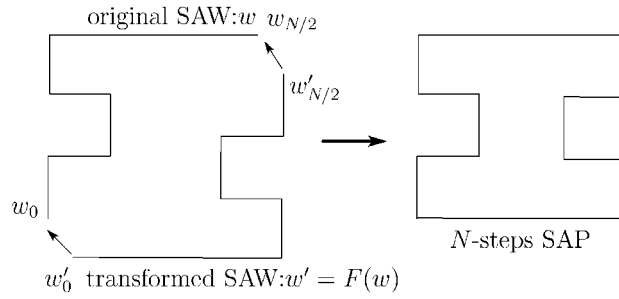 original SAW:w w_{N/2}
w'_{N/2}
w_0
N-steps SAP
w'_0 transformed SAW:w' = F(w)